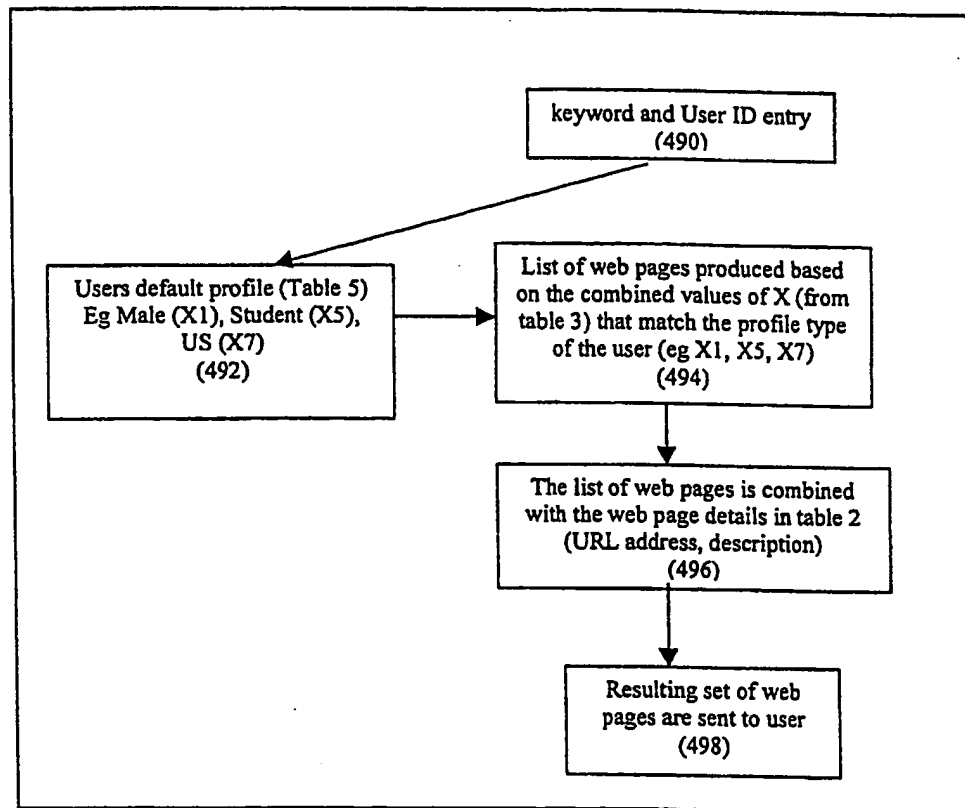 keyword and User ID entry
(490)
Users default profile (Table 5)
Eg Male (X1), Student (X5),
US (X7)
(492)
List of web pages produced based
on the combined values of X (from
table 3) that match the profile type
of the user (eg X1, X5, X7)
(494)
The list of web pages is combined
with the web page details in table 2
(URL address, description)
(496)
Resulting set of web
pages are sent to user
(498)